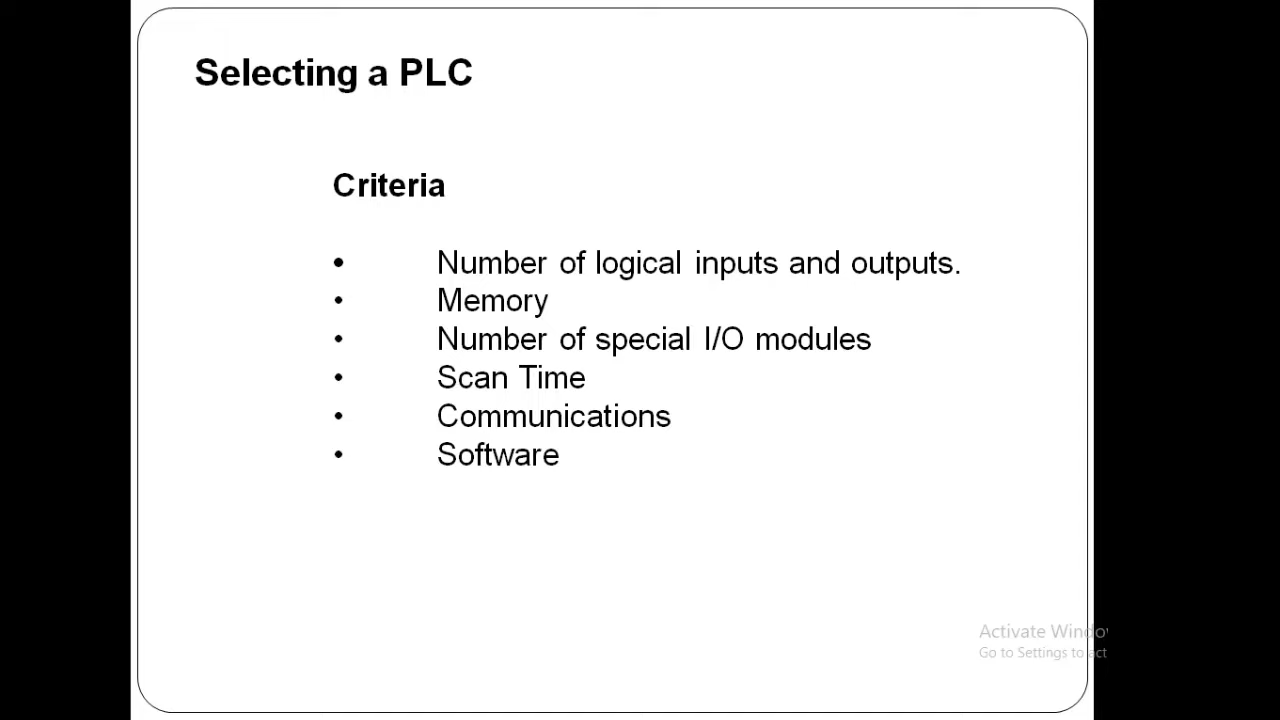 Selecting a PLC
Criteria
• Number of logical inputs and outputs.
• Memory
• Number of special I/O modules
• Scan Time
• Communications
• Software
Activate Windo
Go to Settings to act